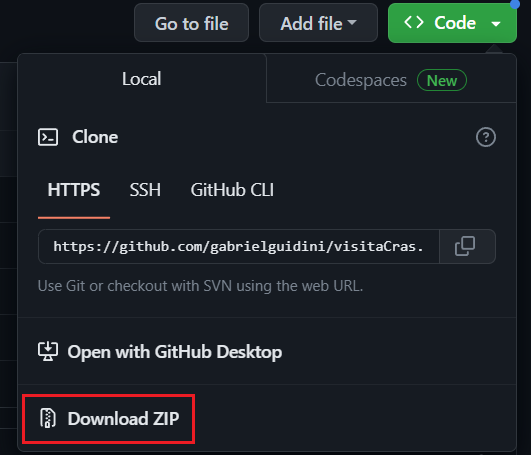 Go to file
Add file
Code
Local
Codespaces
New
Clone
HTTPS
SSH
GitHub CLI
https://github.com/gabrielguidini/visitaCras.
Use Git or checkout with SVN using the web URL.
Open with GitHub Desktop
Download ZIP